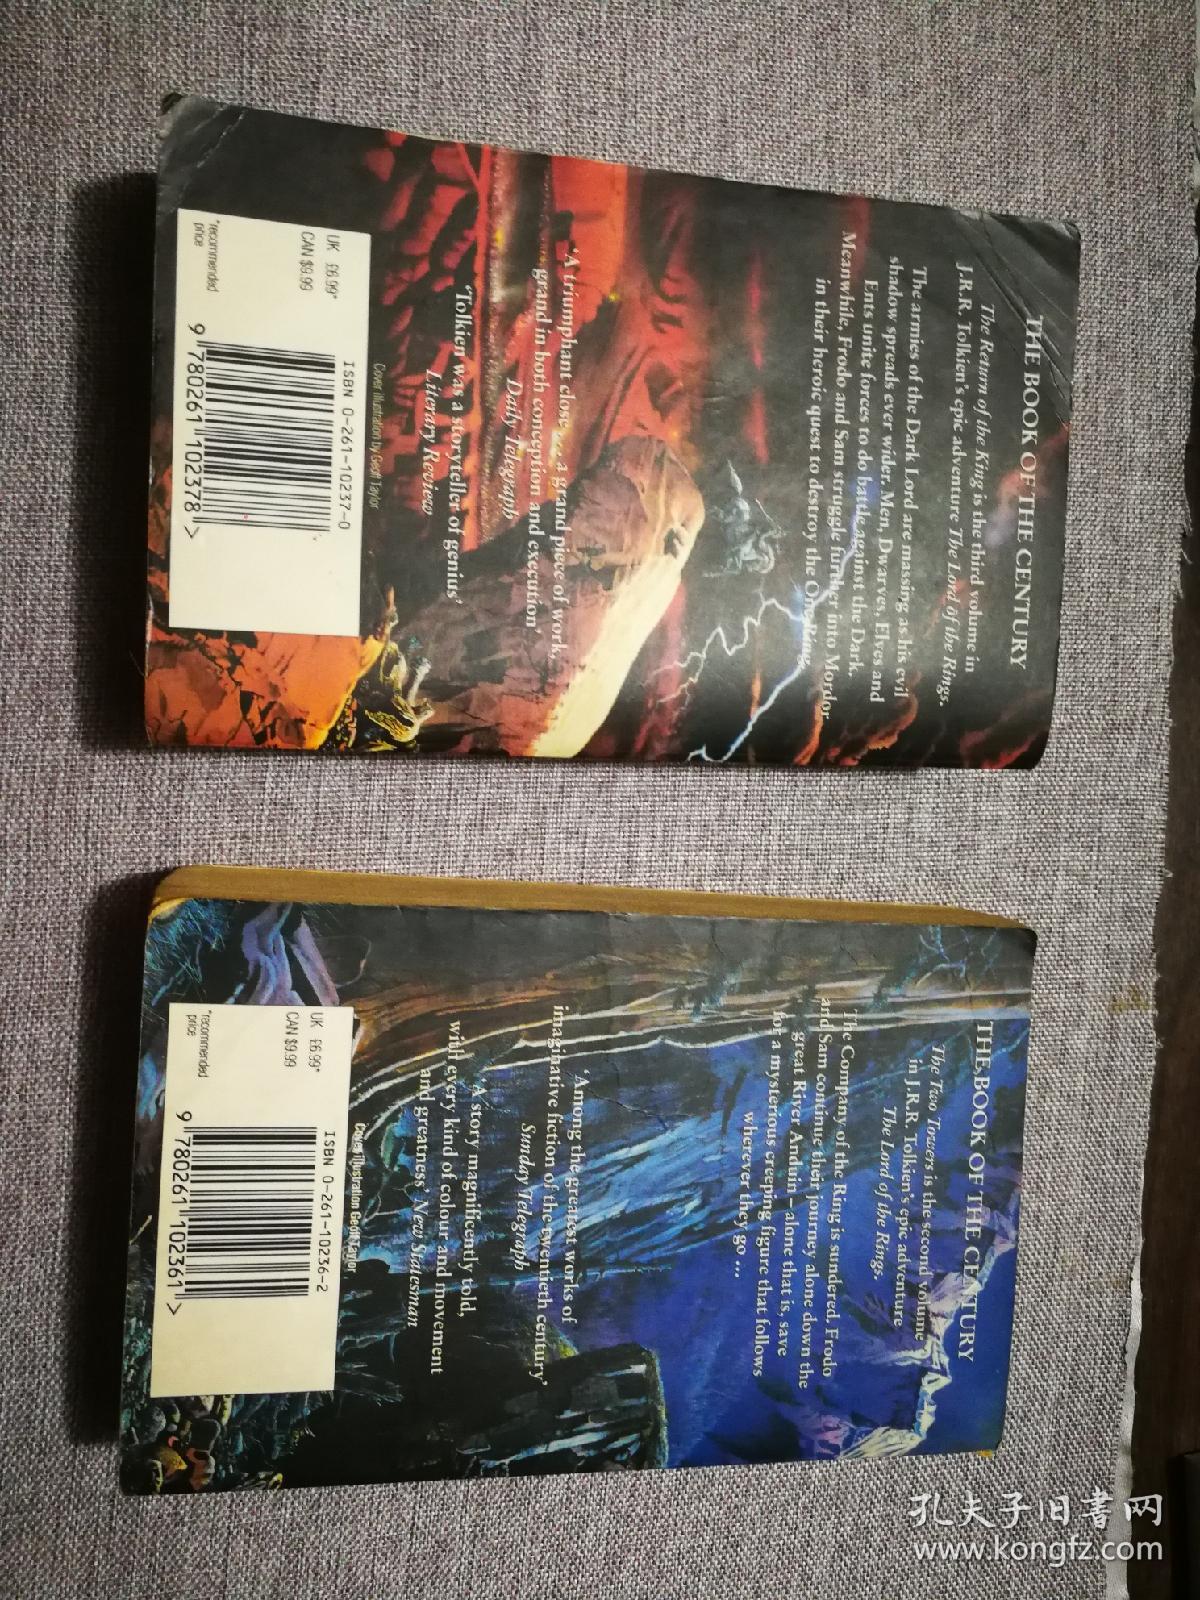 THE BOOK OF THE CENTURY
The Return of the King is the third volume in
J.R.R. Tolkien's epic adventure The Lord of the Rings.
The armies of the Dark Lord are massing as his evil
shadow spreads ever wider. Men, Dwarves, Elves and
Ents unite forces to do battle against the Dark.
Meanwhile, Frodo and Sam struggle further into Mordor
in their heroic quest to destroy the One Ring.
'A triumphant close ... a grand piece of work,
grand in both conception and execution'
Daily Telegraph
'Tolkien was a storyteller of genius'
Literary Review
Cover illustration by Geoff Taylor
UK £6.99*
CAN $9.99
*recommended
price
ISBN 0-261-10237-0
9 780261 102378 >
THE BOOK OF THE CENTURY
The Two Towers is the second volume
in J.R.R. Tolkien's epic adventure
The Lord of the Rings.
The Company of the Ring is sundered. Frodo
and Sam continue their journey alone down the
great River Anduin – alone that is, save
for a mysterious creeping figure that follows
wherever they go ...
'Among the greatest works of
imaginative fiction of the twentieth century'
Sunday Telegraph
'A story magnificently told,
with every kind of colour and movement
and greatness' New Statesman
Cover illustration Geoff Taylor
UK £6.99*
CAN $9.99
*recommended
price
ISBN 0-261-10236-2
9 780261 102361 >
孔夫子旧書网
www.kongfz.com